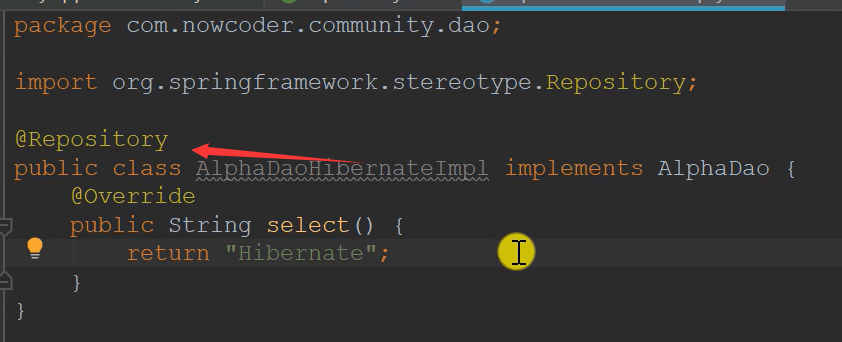 package com.nowcoder.community.dao;
import org.springframework.stereotype.Repository;
@Repository
public class AlphaDaoHibernateImpl implements AlphaDao {
    @Override
    public String select() {
        return "Hibernate";
    }
}